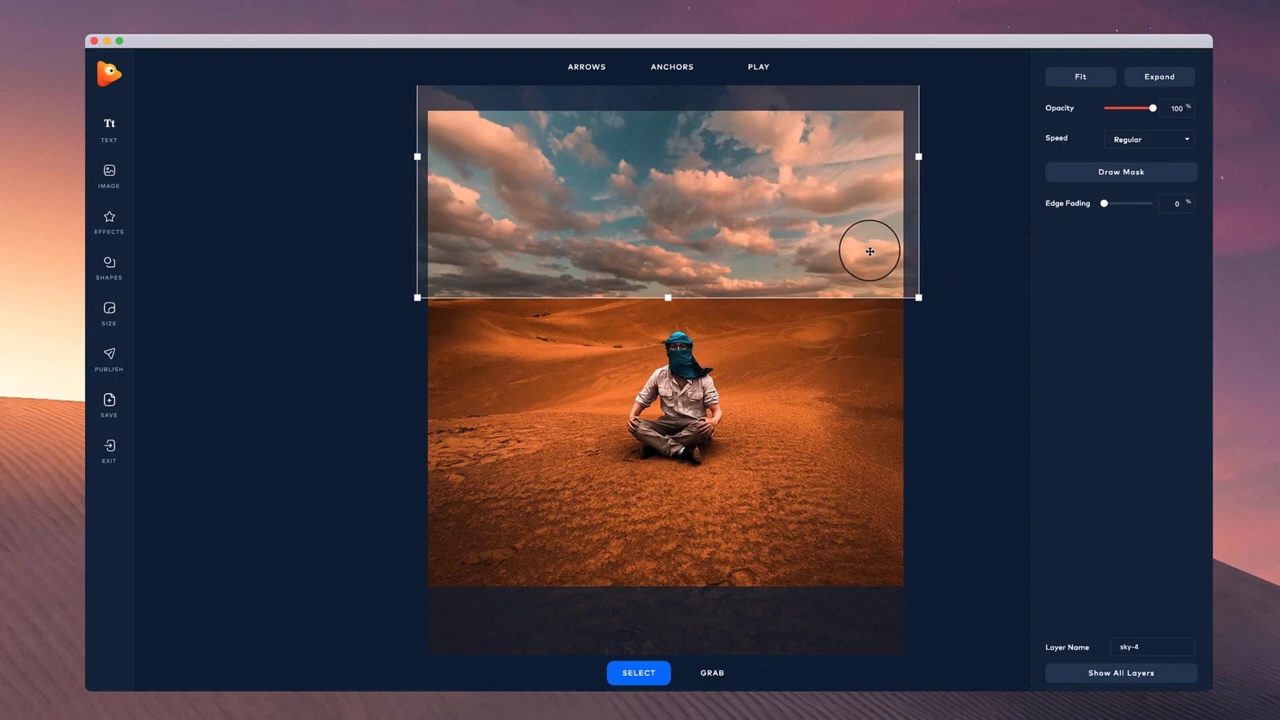 ARROWS
ANCHORS
PLAY
Tt
TEXT
IMAGE
EFFECTS
SHAPES
SIZE
PUBLISH
SAVE
EXIT
Fit
Expand
Opacity
100 %
Speed
Regular
Draw Mask
Edge Fading
0 %
Layer Name
sky-4
Show All Layers
SELECT
GRAB